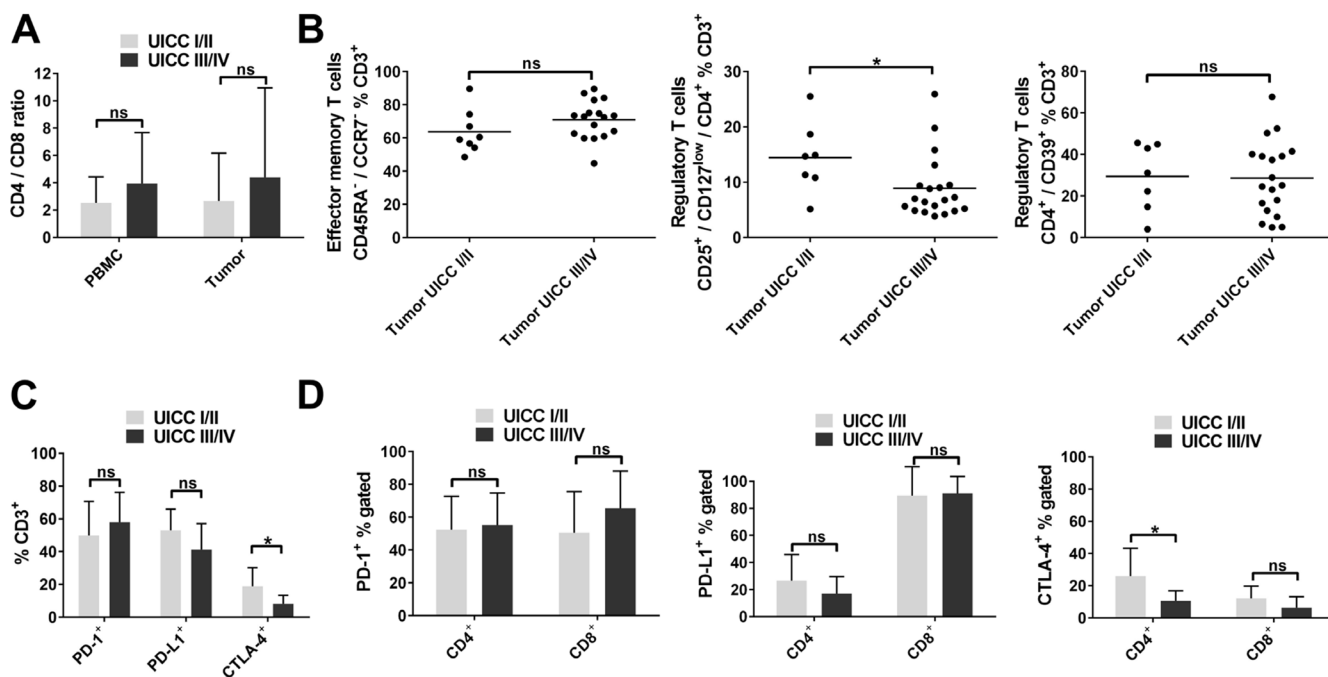 A
UICC I/II
UICC III/IV
CD4 / CD8 ratio
12
10
8
6
4
2
0
ns
ns
PBMC
Tumor
B
Effector memory T cells
CD45RA⁻ / CCR7⁻ % CD3⁺
100
80
60
40
20
0
ns
Tumor UICC I/II
Tumor UICC III/IV
Regulatory T cells
CD25⁺ / CD127ˡᵒʷ / CD4⁺ % CD3⁺
30
20
10
0
*
Tumor UICC I/II
Tumor UICC III/IV
Regulatory T cells
CD4⁺ / CD39⁺ % CD3⁺
80
60
40
20
0
ns
Tumor UICC I/II
Tumor UICC III/IV
C
UICC I/II
UICC III/IV
% CD3⁺
100
80
60
40
20
0
ns
ns
*
PD-1⁺
PD-L1⁺
CTLA-4⁺
D
UICC I/II
UICC III/IV
PD-1⁺ % gated
100
80
60
40
20
0
ns
ns
CD4⁺
CD8⁺
UICC I/II
UICC III/IV
PD-L1⁺ % gated
100
80
60
40
20
0
ns
ns
CD4⁺
CD8⁺
UICC I/II
UICC III/IV
CTLA-4⁺ % gated
100
80
60
40
20
0
*
ns
CD4⁺
CD8⁺